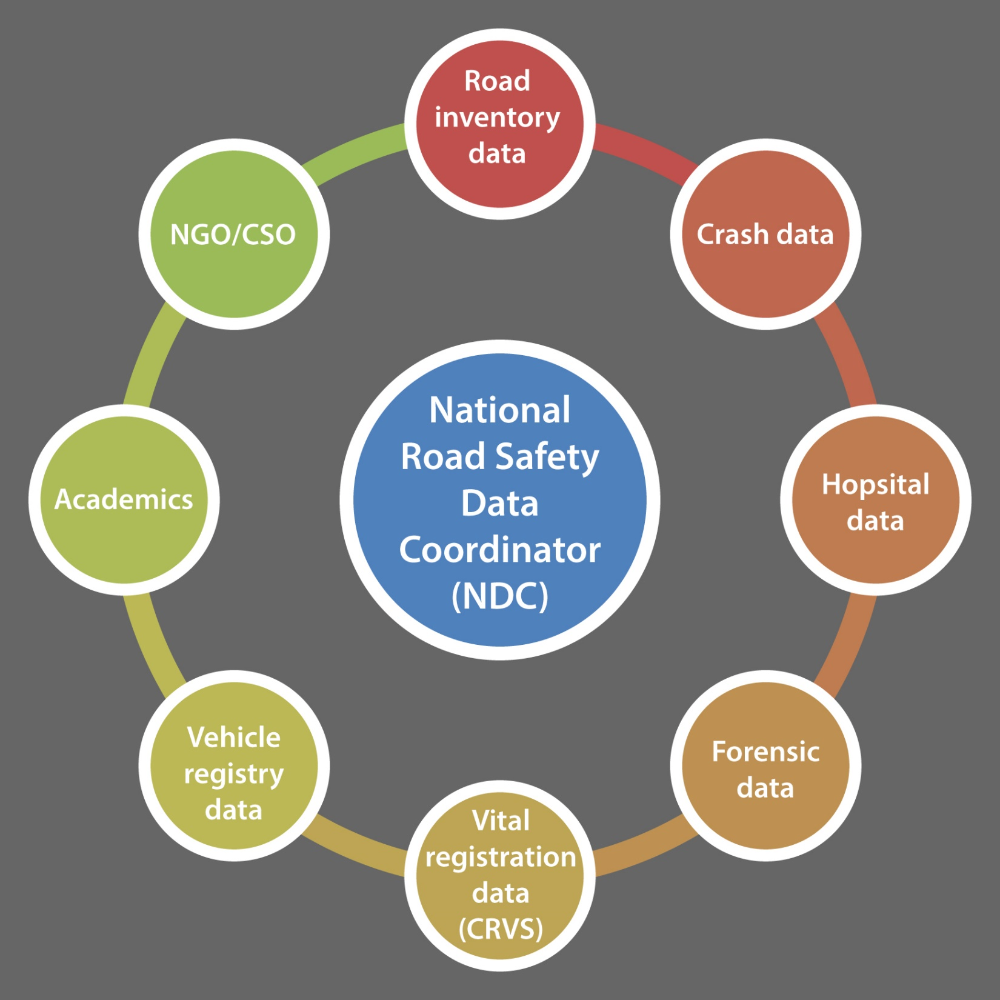 Road
inventory
data
Crash data
Hopsital
data
Forensic
data
Vital
registration
data
(CRVS)
Vehicle
registry
data
Academics
NGO/CSO
National
Road Safety
Data
Coordinator
(NDC)